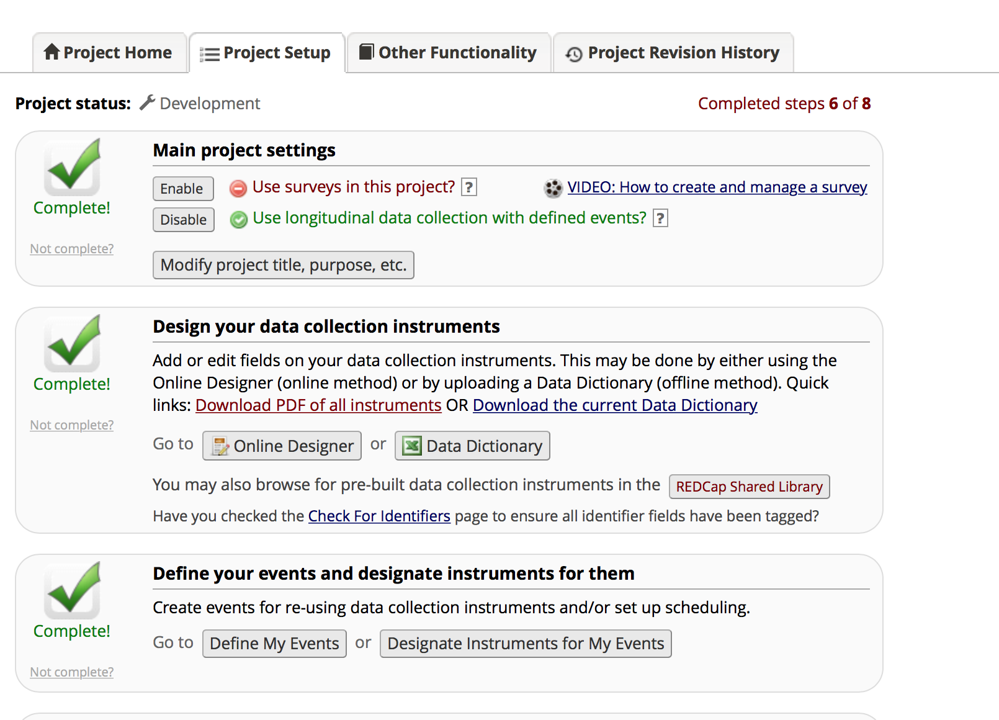 Project Home Project Setup Other Functionality Project Revision History
Project status: Development Completed steps 6 of 8
Main project settings
Complete!
Not complete?
Enable Use surveys in this project? ? VIDEO: How to create and manage a survey
Disable Use longitudinal data collection with defined events? ?
Modify project title, purpose, etc.
Design your data collection instruments
Complete!
Not complete?
Add or edit fields on your data collection instruments. This may be done by either using the
Online Designer (online method) or by uploading a Data Dictionary (offline method). Quick
links: Download PDF of all instruments OR Download the current Data Dictionary
Go to Online Designer or Data Dictionary
You may also browse for pre-built data collection instruments in the REDCap Shared Library
Have you checked the Check For Identifiers page to ensure all identifier fields have been tagged?
Define your events and designate instruments for them
Complete!
Not complete?
Create events for re-using data collection instruments and/or set up scheduling.
Go to Define My Events or Designate Instruments for My Events